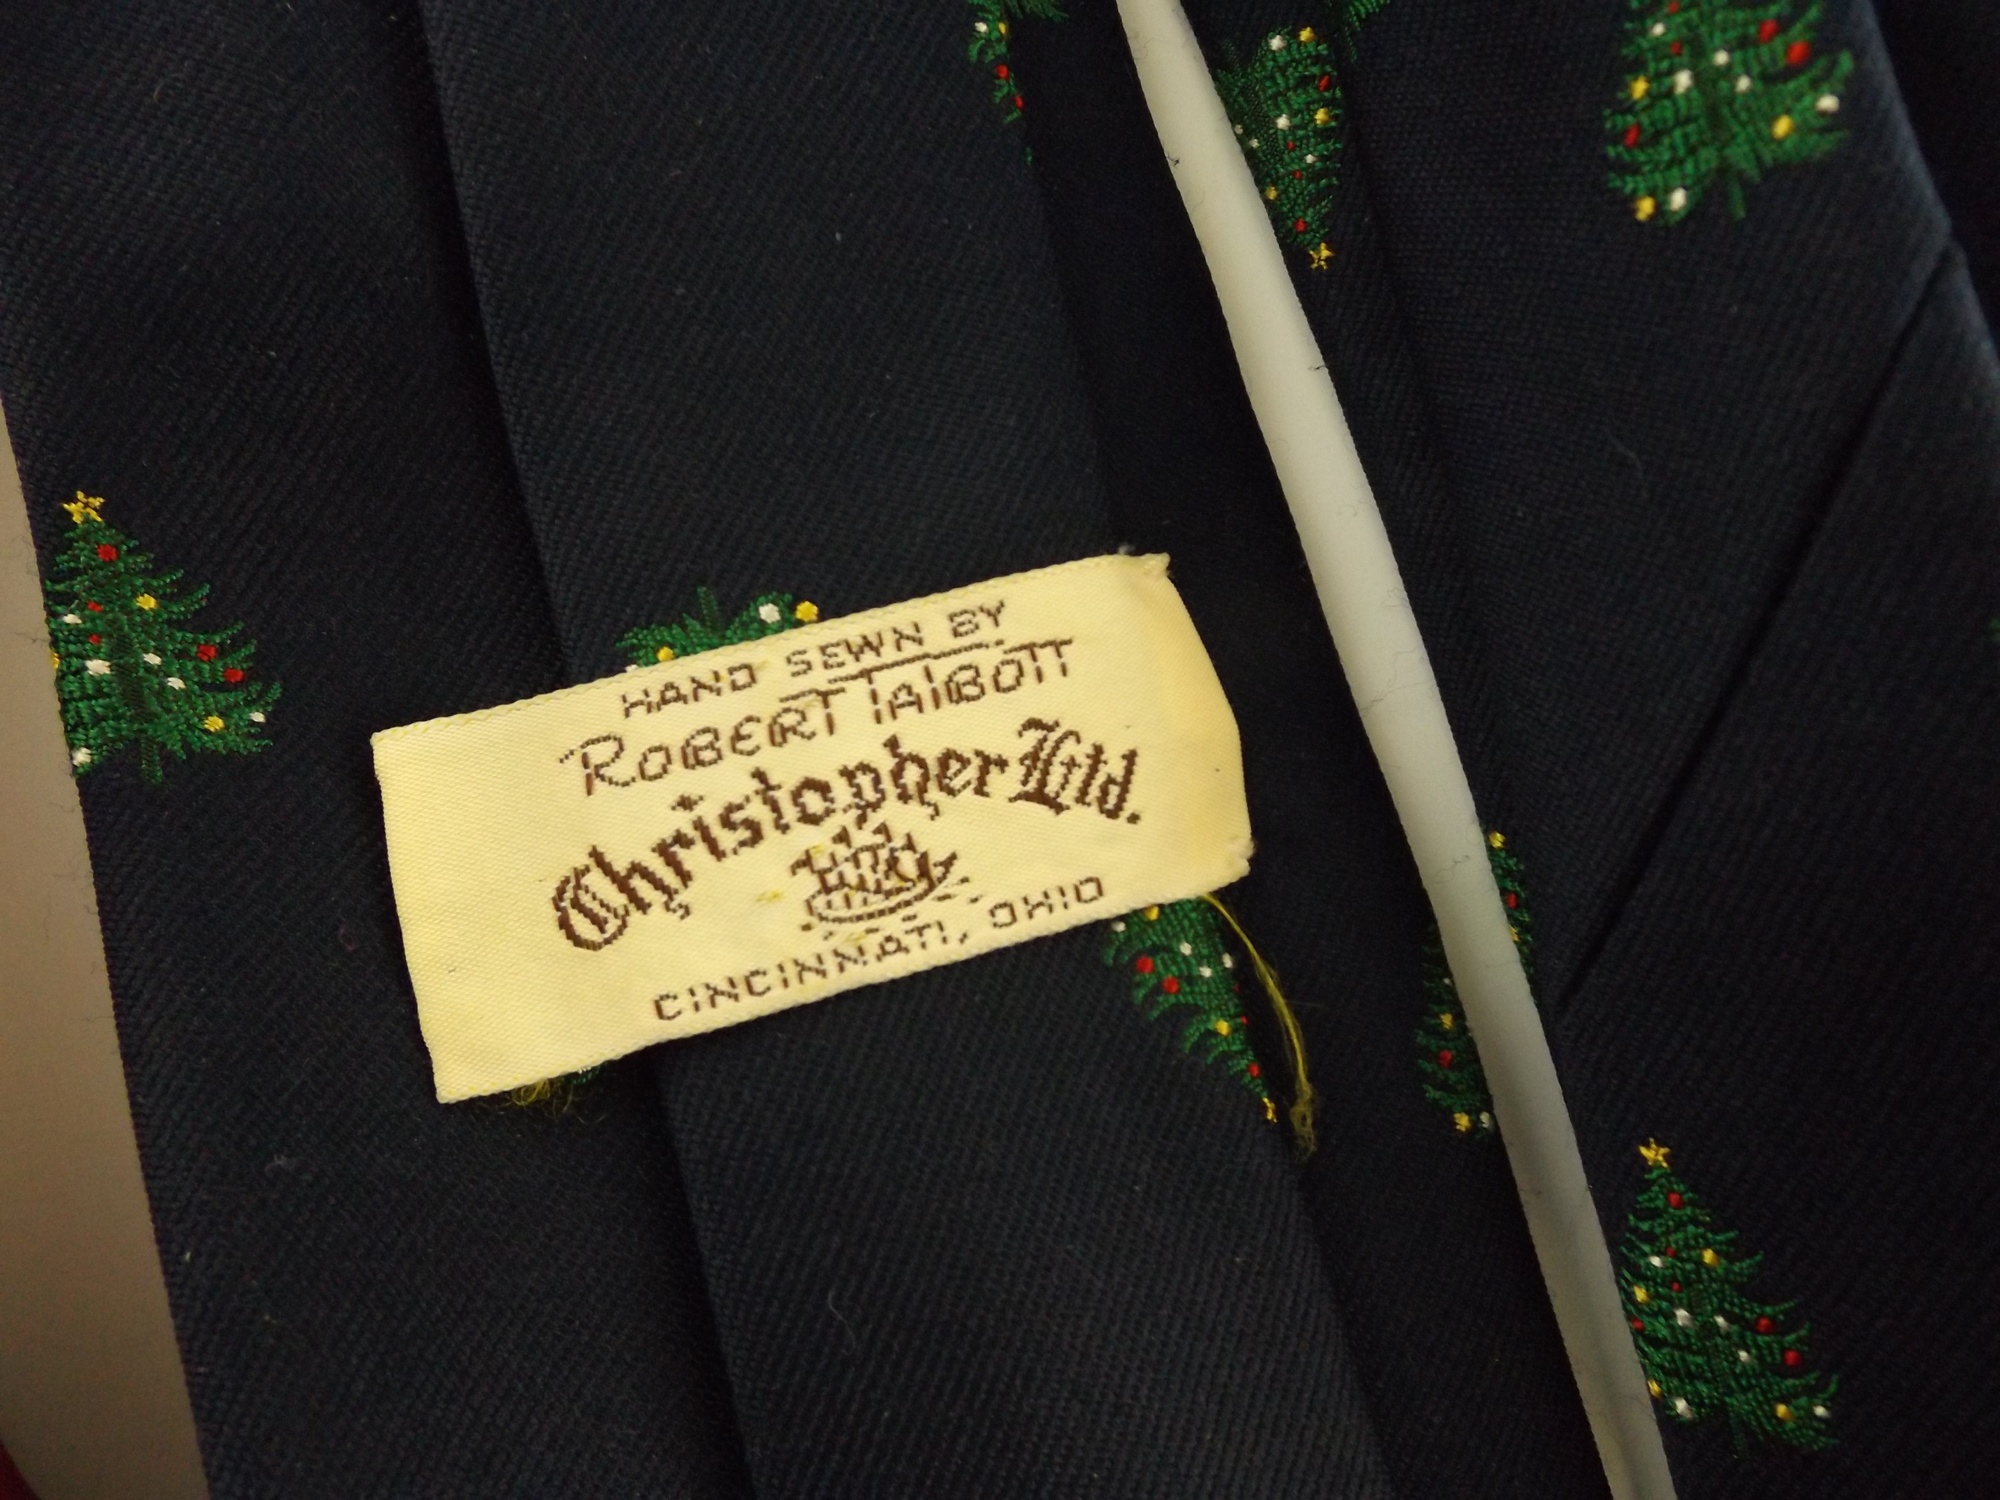 HAND SEWN BY
ROBERT TALBOTT
Christopher Ltd.
CINCINNATI, OHIO